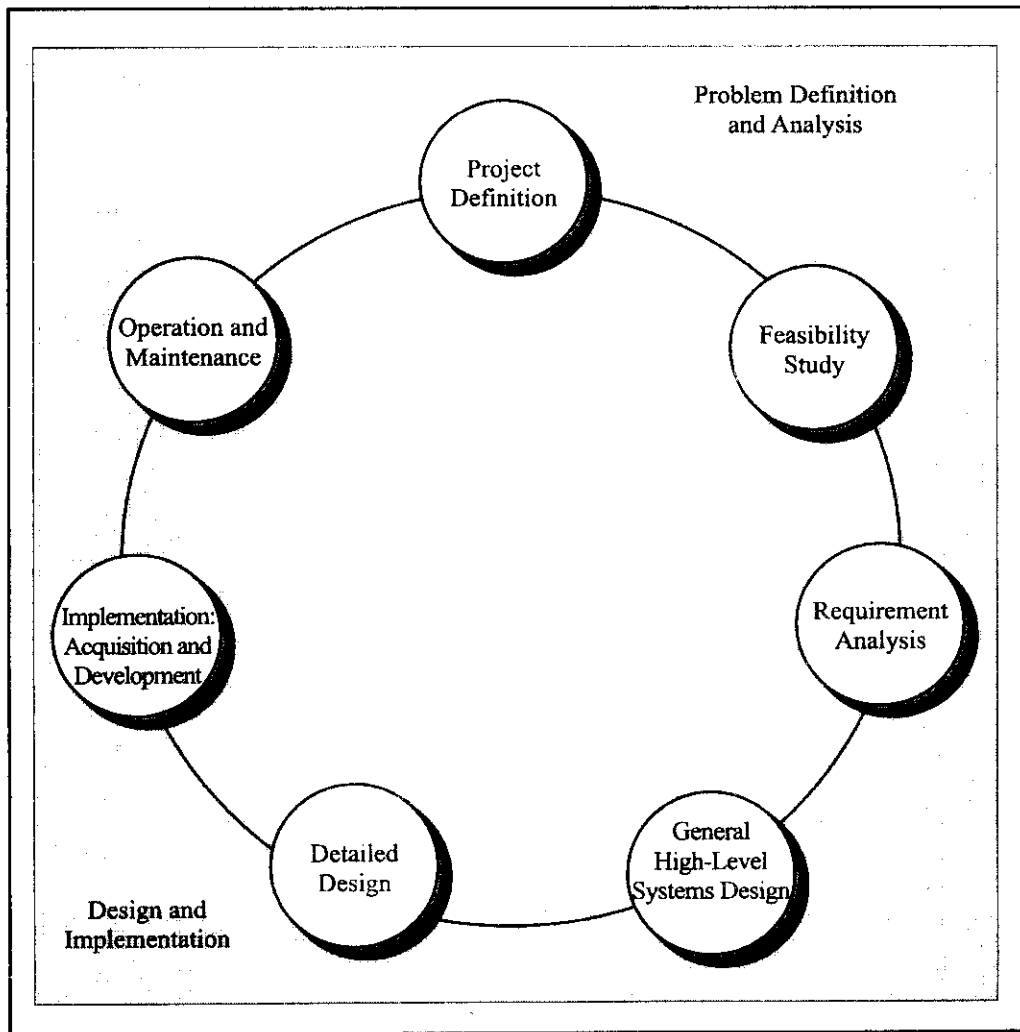 Problem Definition
and Analysis
Project
Definition
Feasibility
Study
Requirement
Analysis
General
High-Level
Systems Design
Detailed
Design
Design and
Implementation
Implementation:
Acquisition and
Development
Operation and
Maintenance